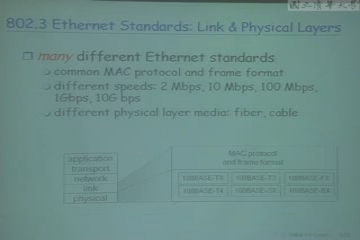 802.3 Ethernet Standards: Link & Physical Layers
many different Ethernet standards
common MAC protocol and frame format
different speeds: 2 Mbps, 10 Mbps, 100 Mbps,
1Gbps, 10G bps
different physical layer media: fiber, cable
application
transport
network
link
physical
MAC protocol
and frame format
100BASE-TX
100BASE-T2
100BASE-FX
100BASE-T4
100BASE-SX
100BASE-BX